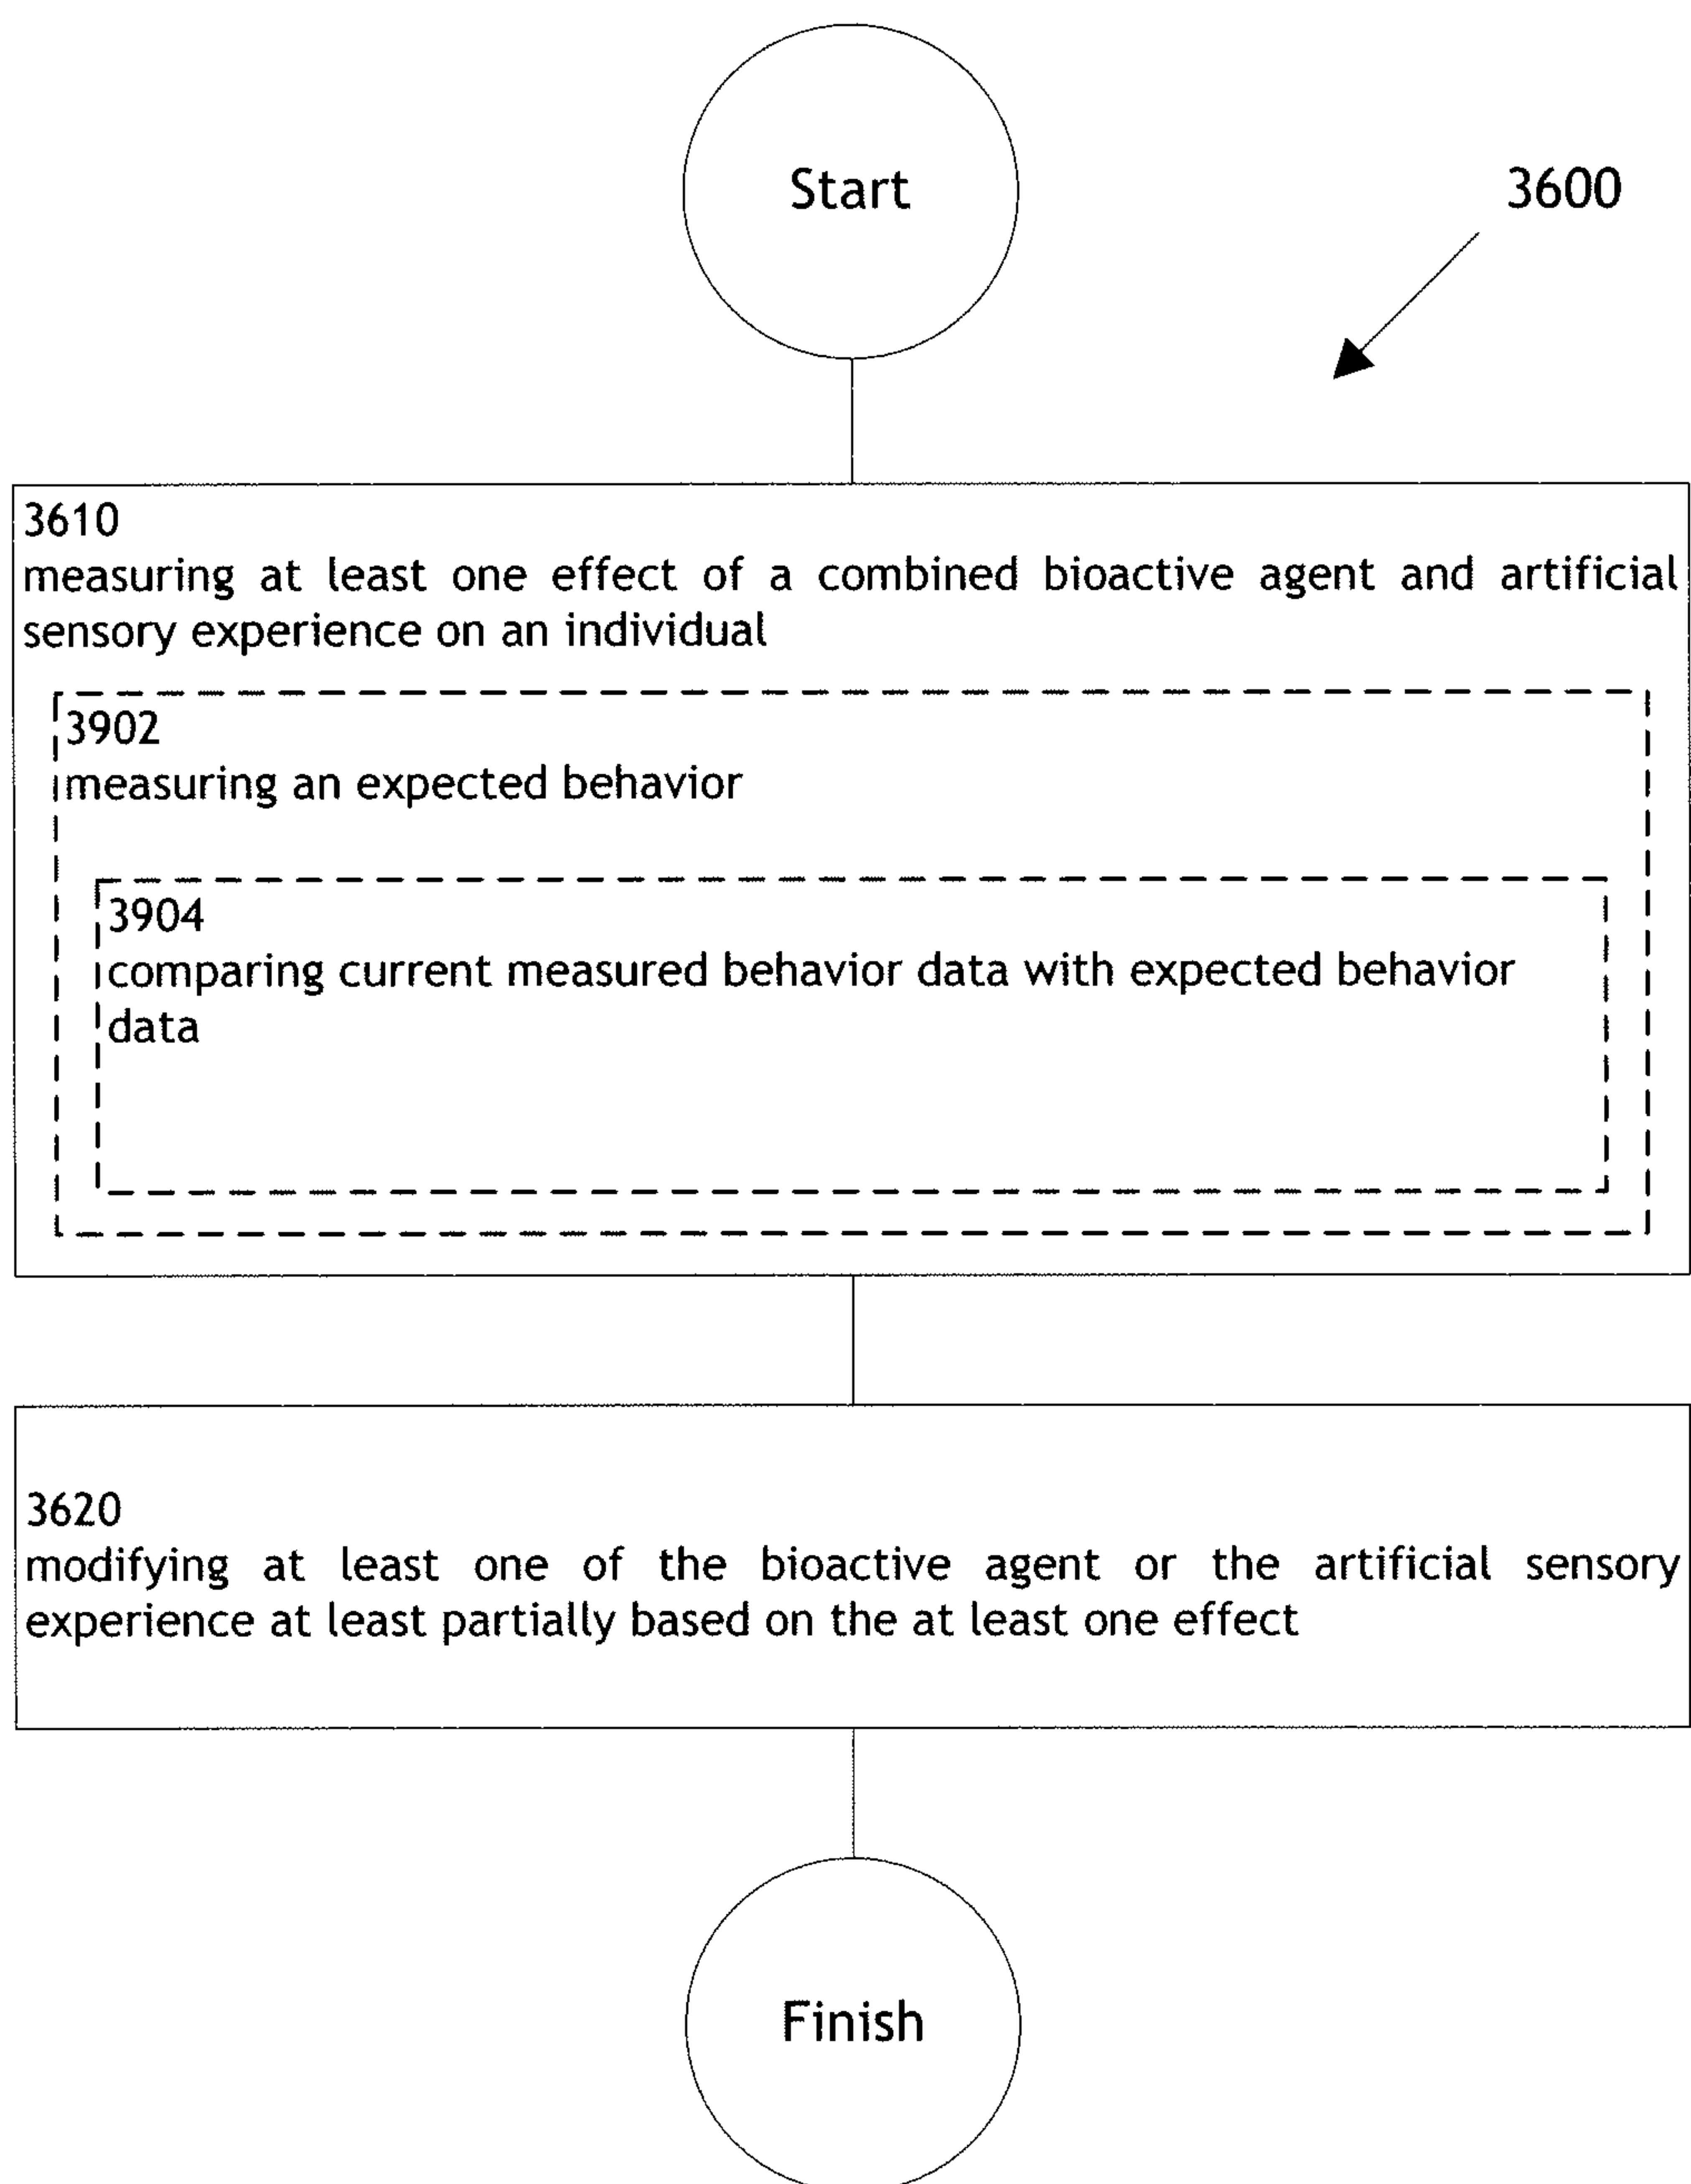 Start
3600
3610
measuring at least one effect of a combined bioactive agent and artificial
sensory experience on an individual
3902
measuring an expected behavior
3904
comparing current measured behavior data with expected behavior
data
3620
modifying at least one of the bioactive agent or the artificial sensory
experience at least partially based on the at least one effect
Finish